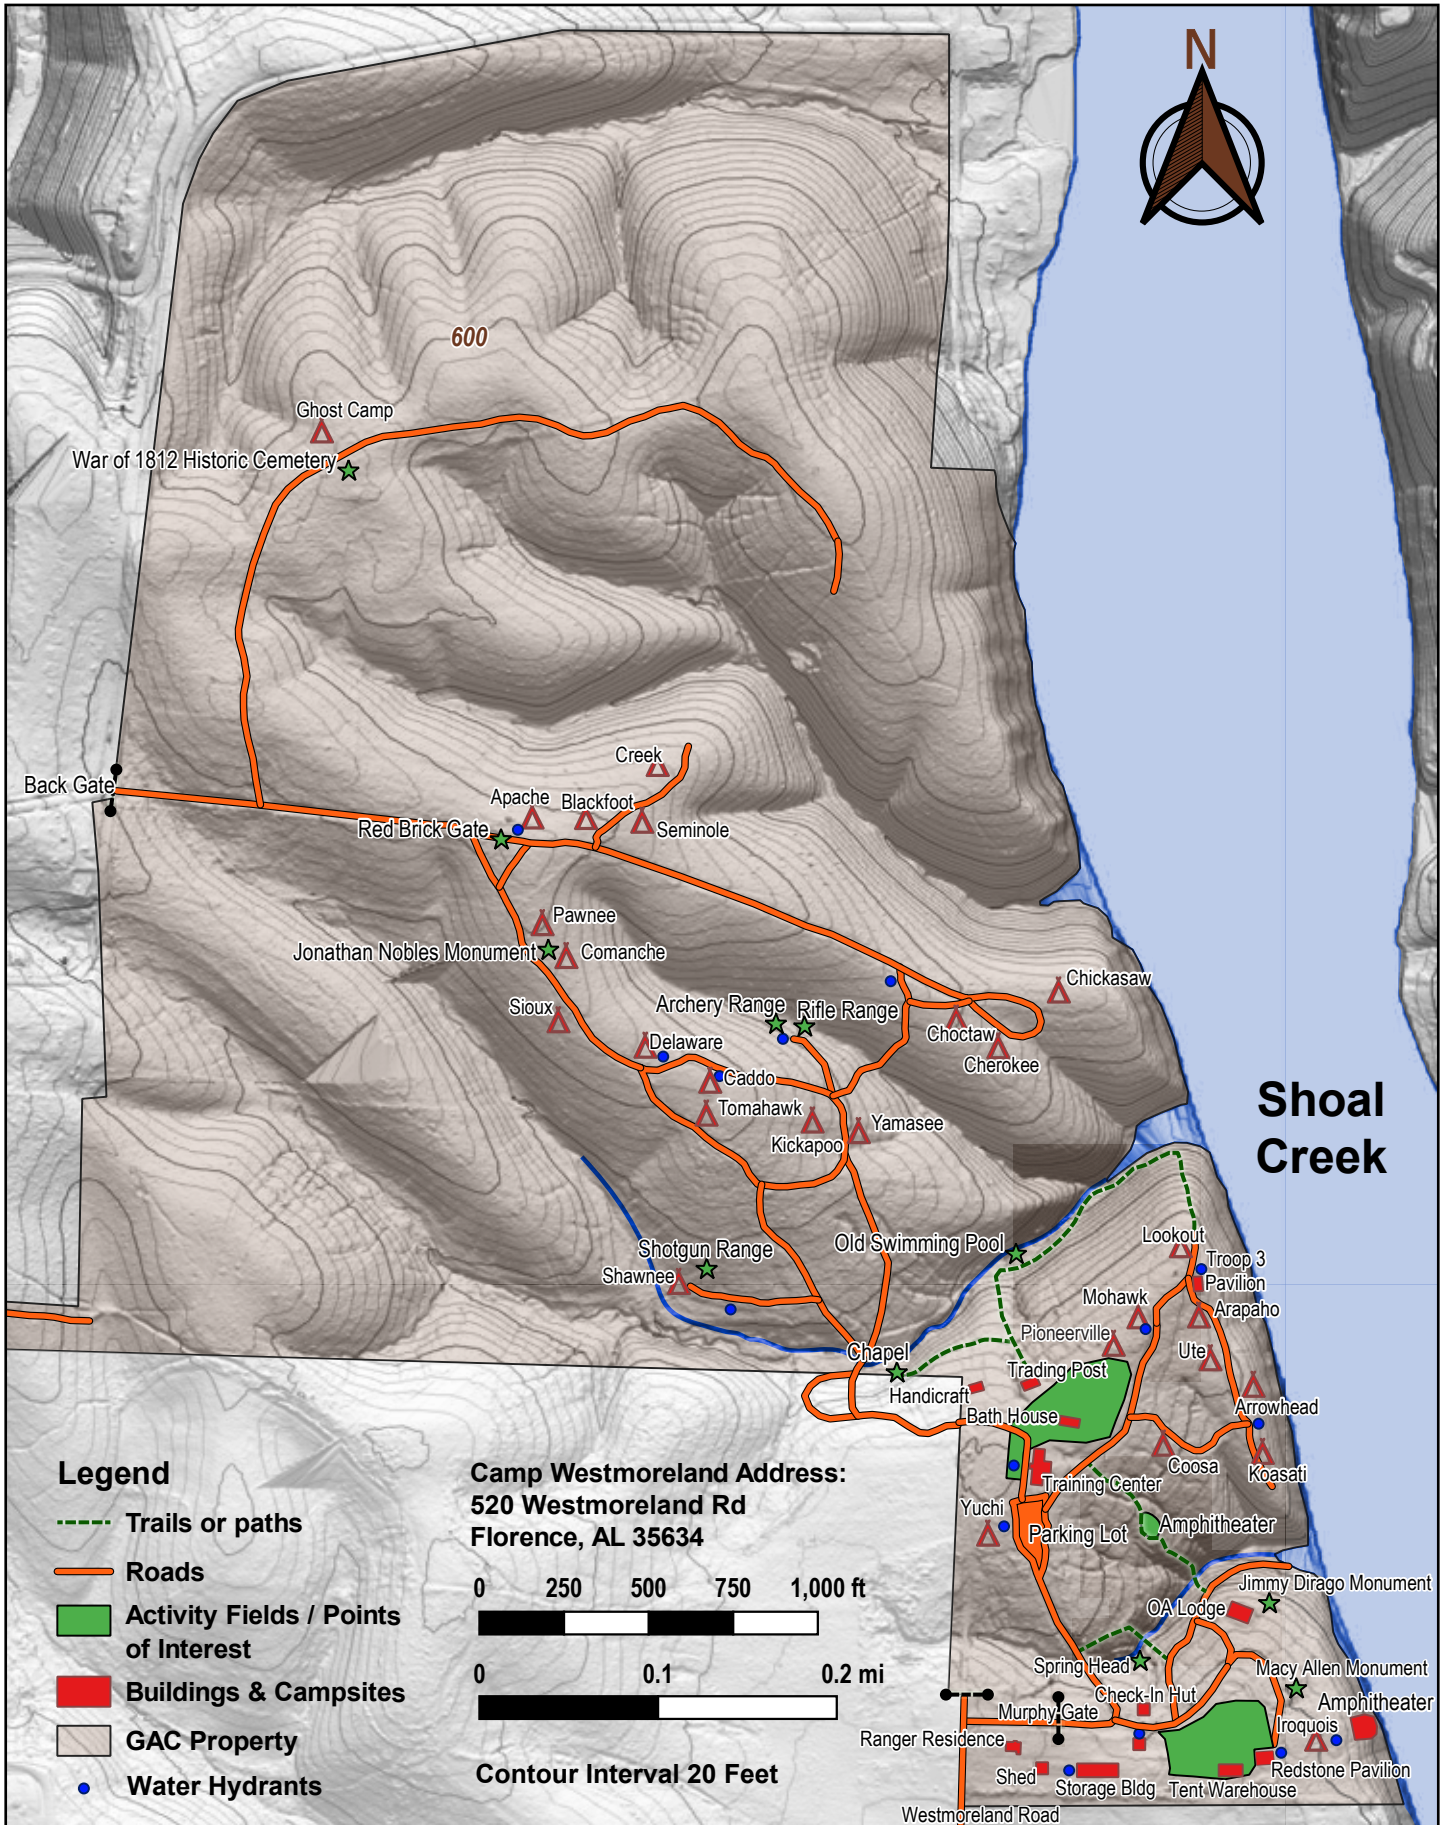 N
600
Ghost Camp
War of 1812 Historic Cemetery
Creek
Back Gate
Apache
Blackfoot
Red Brick Gate
Seminole
Pawnee
Jonathan Nobles Monument
Comanche
Chickasaw
Sioux
Archery Range
Rifle Range
Choctaw
Delaware
Cherokee
Caddo
Tomahawk
Yamasee
Kickapoo
Shoal
Creek
Lookout
Old Swimming Pool
Shotgun Range
Troop 3
Pavilion
Shawnee
Mohawk
Arapaho
Pioneerville
Ute
Chapel
Trading Post
Handicraft
Arrowhead
Bath House
Coosa
Koasati
Training Center
Yuchi
Amphitheater
Parking Lot
Jimmy Dirago Monument
OA Lodge
Spring Head
Macy Allen Monument
Check-In Hut
Amphitheater
Murphy Gate
Iroquois
Ranger Residence
Redstone Pavilion
Shed
Storage Bldg
Tent Warehouse
Westmoreland Road
Legend
Trails or paths
Roads
Activity Fields / Points
of Interest
Buildings & Campsites
GAC Property
Water Hydrants
Camp Westmoreland Address:
520 Westmoreland Rd
Florence, AL 35634
0 250 500 750 1,000 ft
0 0.1 0.2 mi
Contour Interval 20 Feet